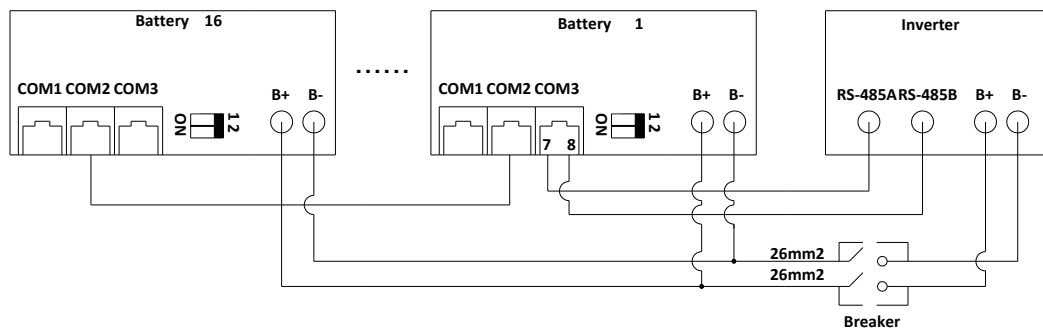 Battery 16
COM1 COM2 COM3
ON
1 2
B+ B-
......
Battery 1
COM1 COM2 COM3
7 8
ON
1 2
B+ B-
Inverter
RS-485A RS-485B B+ B-
26mm2
26mm2
Breaker